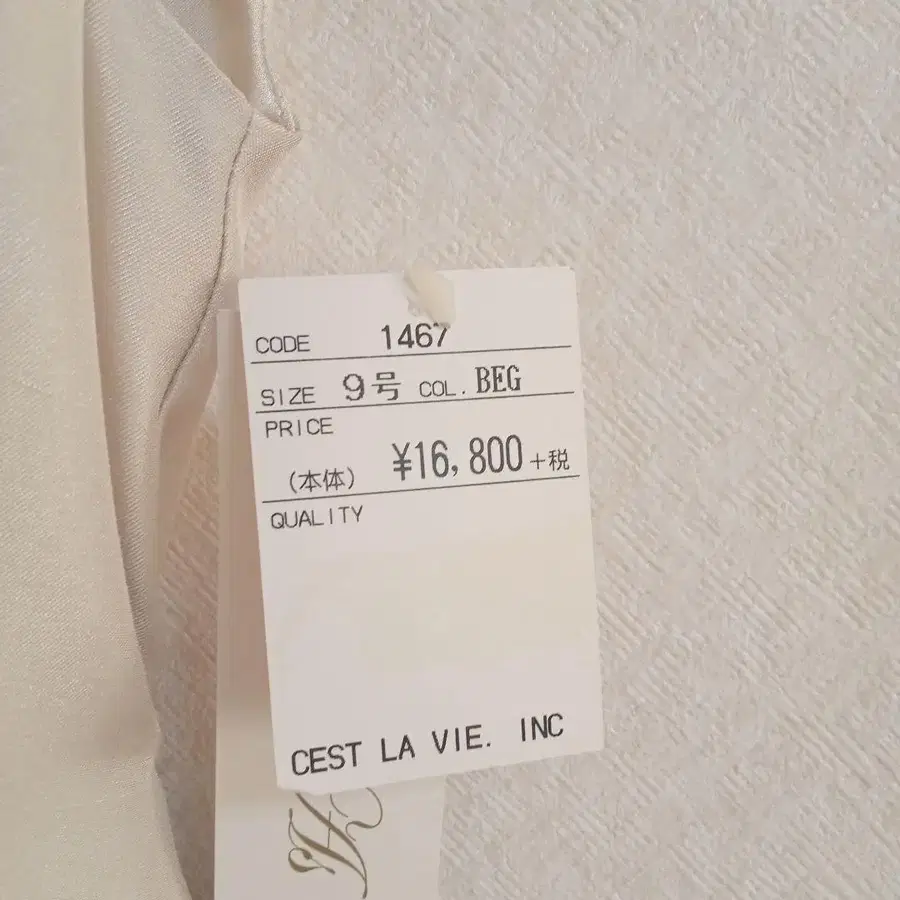 CODE 1467
SIZE 9号 COL. BEG
PRICE
(本体) ¥16,800+税
QUALITY
CEST LA VIE. INC